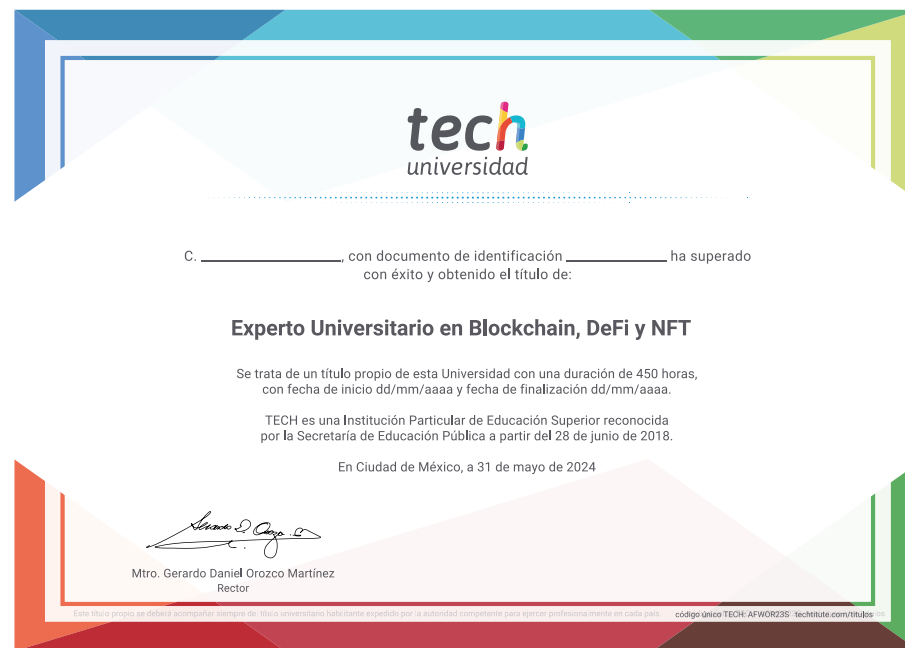 tech
universidad
C. ____________, con documento de identificación ____________ ha superado
con éxito y obtenido el título de:
Experto Universitario en Blockchain, DeFi y NFT
Se trata de un título propio de esta Universidad con una duración de 450 horas,
con fecha de inicio dd/mm/aaaa y fecha de finalización dd/mm/aaaa.
TECH es una Institución Particular de Educación Superior reconocida
por la Secretaría de Educación Pública a partir del 28 de junio de 2018.
En Ciudad de México, a 31 de mayo de 2024
Mtro. Gerardo Daniel Orozco Martínez
Rector
Este título propio se deberá acompañar siempre del título universitario habilitante expedido por la autoridad competente para ejercer profesionalmente en cada país. código único TECH: AFWOR23S techtitute.com/titulos